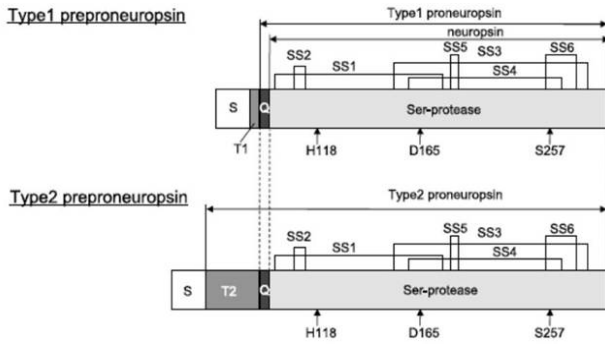 Type1 preproneuropsin
Type1 proneuropsin
neuropsin
SS5 SS6
SS2 SS3
SS1 SS4
S Q Ser-protease
T1 H118 D165 S257
Type2 preproneuropsin
Type2 proneuropsin
SS5 SS6
SS2 SS3
SS1 SS4
S T2 Q Ser-protease
H118 D165 S257